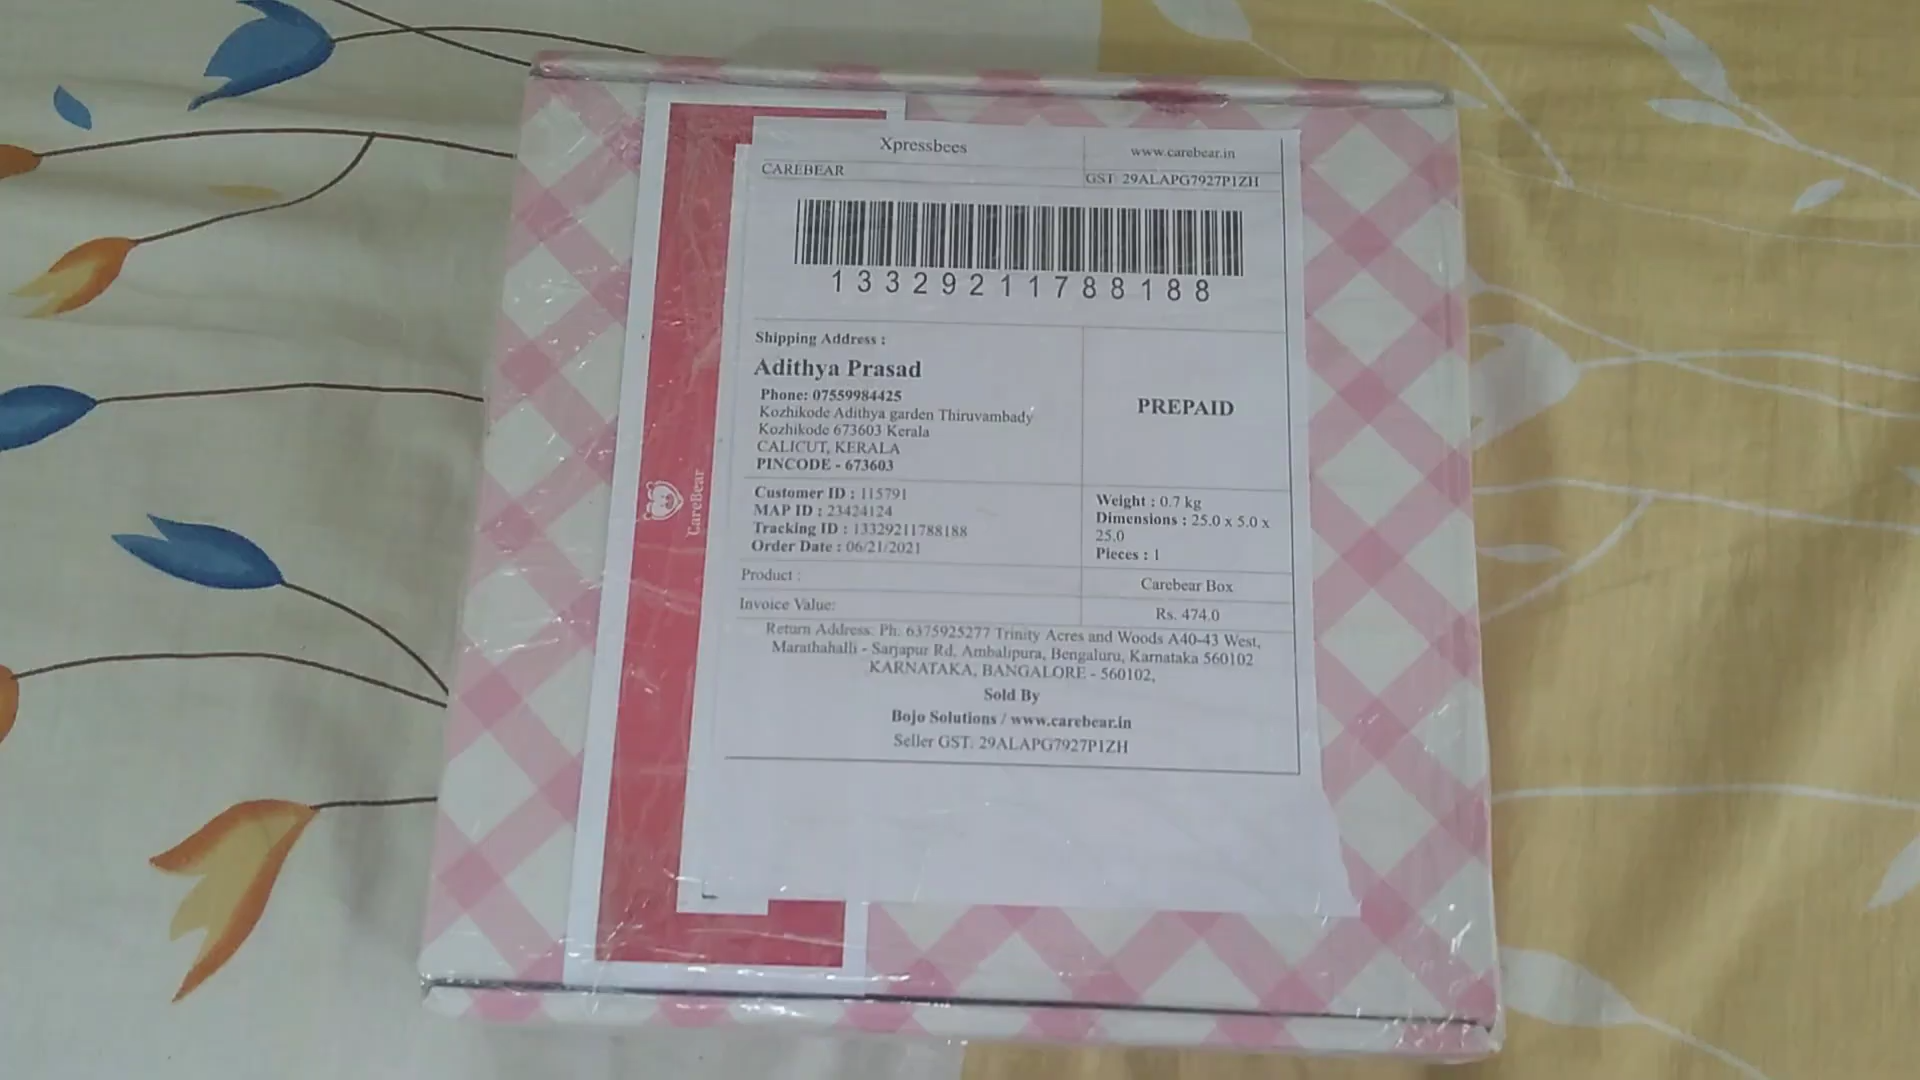 Xpressbees
www.carebear.in
CAREBEAR
GST 29ALAPG7927P1ZH
13329211788188
Shipping Address :
Adithya Prasad
Phone: 07559984425
Kozhikode Adithya garden Thiruvambady
Kozhikode 673603 Kerala
CALICUT, KERALA
PINCODE - 673603
PREPAID
Customer ID : 115791
MAP ID : 23424124
Tracking ID : 13329211788188
Order Date : 06/21/2021
Weight : 0.7 kg
Dimensions : 25.0 x 5.0 x
25.0
Pieces : 1
Product :
Carebear Box
Invoice Value:
Rs. 474.0
Return Address: Ph. 6375925277 Trinity Acres and Woods A40-43 West,
Marathahalli - Sarjapur Rd, Ambalipura, Bengaluru, Karnataka 560102
KARNATAKA, BANGALORE - 560102,
Sold By
Bojo Solutions / www.carebear.in
Seller GST. 29ALAPG7927P1ZH
CareBear